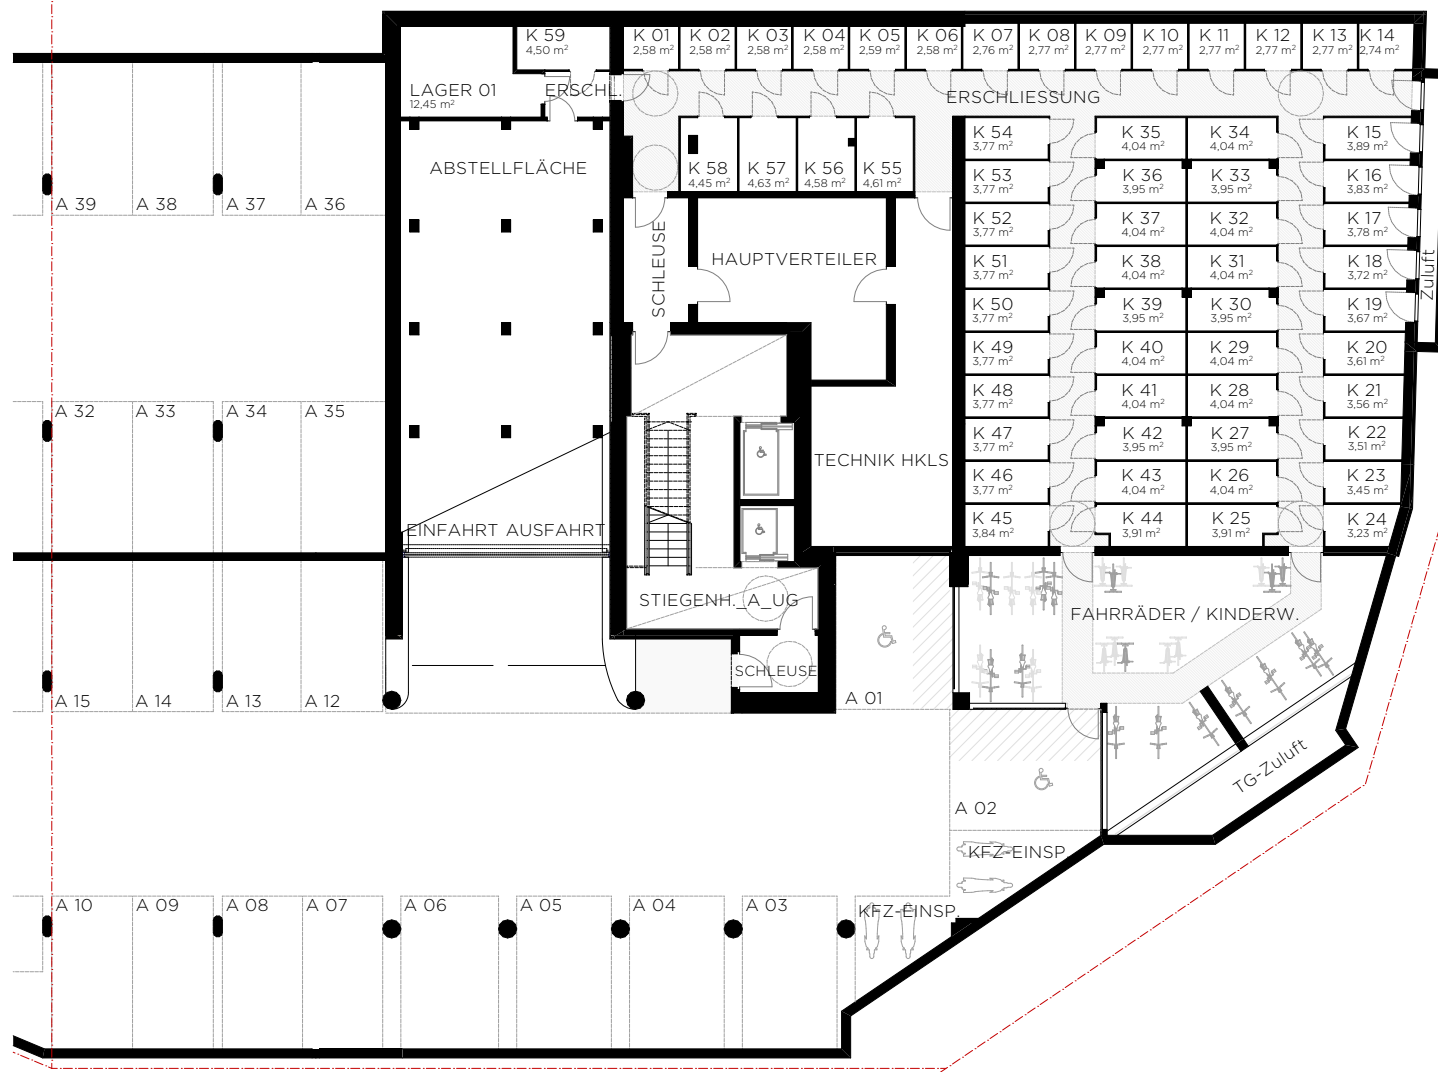 K 59
4,50 m²
K 01
2,58 m²
K 02
2,58 m²
K 03
2,58 m²
K 04
2,58 m²
K 05
2,59 m²
K 06
2,58 m²
K 07
2,76 m²
K 08
2,77 m²
K 09
2,77 m²
K 10
2,77 m²
K 11
2,77 m²
K 12
2,77 m²
K 13
2,77 m²
K 14
2,74 m²
LAGER 01
12,45 m²
ERSCHL.
ERSCHLIESSUNG
ABSTELLFLÄCHE
K 58
4,45 m²
K 57
4,63 m²
K 56
4,58 m²
K 55
4,61 m²
K 54
3,77 m²
K 35
4,04 m²
K 34
4,04 m²
K 15
3,89 m²
K 53
3,77 m²
K 36
3,95 m²
K 33
3,95 m²
K 16
3,83 m²
K 52
3,77 m²
K 37
4,04 m²
K 32
4,04 m²
K 17
3,78 m²
K 51
3,77 m²
K 38
4,04 m²
K 31
4,04 m²
K 18
3,72 m²
K 50
3,77 m²
K 39
3,95 m²
K 30
3,95 m²
K 19
3,67 m²
K 49
3,77 m²
K 40
4,04 m²
K 29
4,04 m²
K 20
3,61 m²
K 48
3,77 m²
K 41
4,04 m²
K 28
4,04 m²
K 21
3,56 m²
K 47
3,77 m²
K 42
3,95 m²
K 27
3,95 m²
K 22
3,51 m²
K 46
3,77 m²
K 43
4,04 m²
K 26
4,04 m²
K 23
3,45 m²
K 45
3,84 m²
K 44
3,91 m²
K 25
3,91 m²
K 24
3,23 m²
Zuluft
A 39
A 38
A 37
A 36
SCHLEUSE
HAUPTVERTEILER
A 32
A 33
A 34
A 35
TECHNIK HKLS
EINFAHRT AUSFAHRT
STIEGENH._A_UG
FAHRRÄDER / KINDERW.
SCHLEUSE
A 15
A 14
A 13
A 12
A 01
TG-Zuluft
A 02
KFZ-EINSP.
KFZ-EINSP.
A 10
A 09
A 08
A 07
A 06
A 05
A 04
A 03